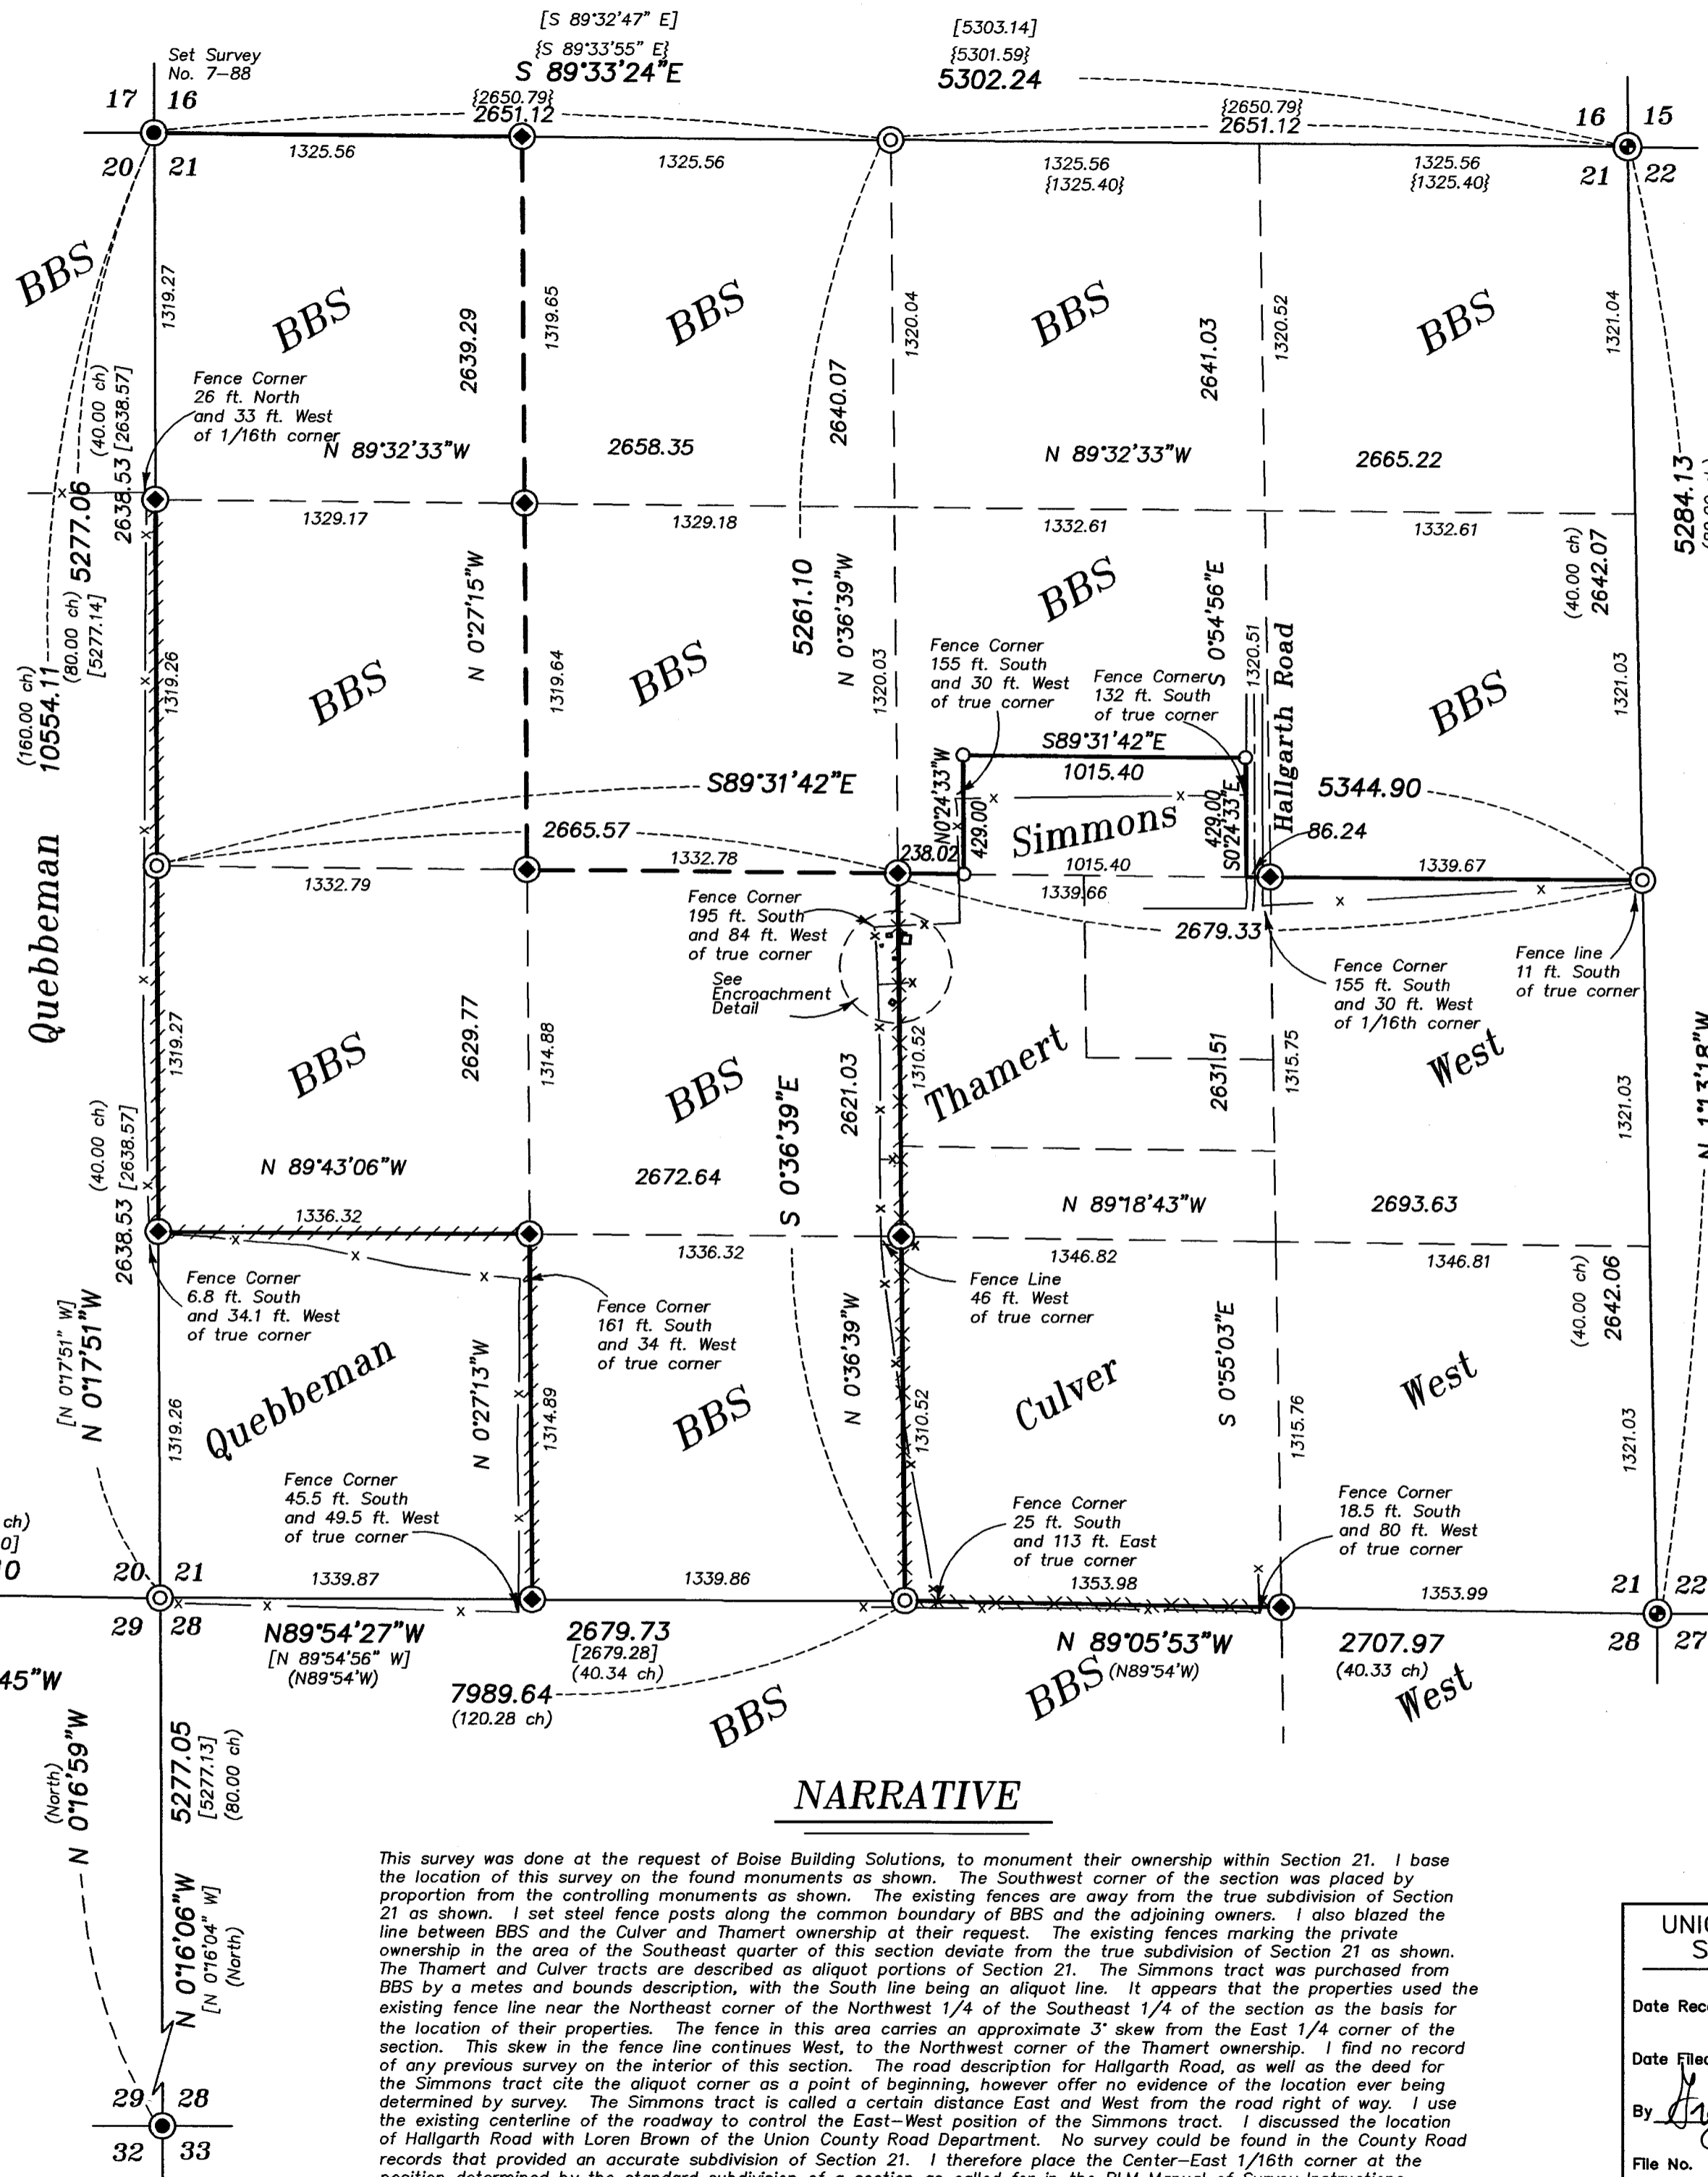 [S 89°32'47" E]
{S 89°33'55" E}
S 89°33'24"E
[5303.14]
{5301.59}
5302.24
Set Survey
No. 7-88
17 16
{2650.79}
2651.12
{2650.79}
2651.12
16 15
20 21
1325.56
1325.56
1325.56
{1325.40}
1325.56
{1325.40}
21 22
BBS
1319.27
BBS
2639.29
1319.65
BBS
2640.07
1320.04
BBS
2641.03
1320.52
BBS
1321.04
Fence Corner
26 ft. North
and 33 ft. West
of 1/16th corner
(40.00 ch)
2638.53 [2638.57]
N 89°32'33"W
2658.35
N 89°32'33"W
2665.22
5284.13
(80.00 ch)
5277.06
[5277.14]
(160.00 ch)
10554.11
1329.17
1329.18
1332.61
1332.61
(40.00 ch)
2642.07
1319.26
BBS
N 0°27'15"W
1319.64
BBS
5261.10
N 0°36'39"W
1320.03
BBS
S 0°54'56"E
1320.51
Hallgarth Road
BBS
1321.03
Fence Corner
155 ft. South
and 30 ft. West
of true corner
Fence Corner
132 ft. South
of true corner
S89°31'42"E
1015.40
N0°24'33"W
429.00
Simmons
429.00
S0°24'33"E
S89°31'42"E
5344.90
86.24
2665.57
1332.79
1332.78
238.02
1015.40
1339.66
1339.67
2679.33
Quebbeman
Fence Corner
195 ft. South
and 84 ft. West
of true corner
See
Encroachment
Detail
Fence Corner
155 ft. South
and 30 ft. West
of 1/16th corner
Fence line
11 ft. South
of true corner
1319.27
BBS
2629.77
1314.88
BBS
S 0°36'39"E
2621.03
1310.52
Thamert
2631.51
1315.75
West
1321.03
N 1°13'18"W
(40.00 ch)
2638.53 [2638.57]
N 89°43'06"W
2672.64
N 89°18'43"W
2693.63
1336.32
1336.32
1346.82
1346.81
Fence Corner
6.8 ft. South
and 34.1 ft. West
of true corner
Fence Corner
161 ft. South
and 34 ft. West
of true corner
Fence Line
46 ft. West
of true corner
(40.00 ch)
2642.06
[N 0°17'51" W]
N 0°17'51"W
1319.26
Quebbeman
N 0°27'13"W
1314.89
BBS
N 0°36'39"W
1310.52
Culver
S 0°55'03"E
1315.76
West
1321.03
Fence Corner
45.5 ft. South
and 49.5 ft. West
of true corner
Fence Corner
25 ft. South
and 113 ft. East
of true corner
Fence Corner
18.5 ft. South
and 80 ft. West
of true corner
ch)
0]
0
20 21
1339.87
1339.86
1353.98
1353.99
21 22
29 28
N89°54'27"W
[N 89°54'56" W]
(N89°54'W)
2679.73
[2679.28]
(40.34 ch)
N 89°05'53"W
(N89°54'W)
2707.97
(40.33 ch)
28 27
45"W
7989.64
(120.28 ch)
BBS
BBS
West
(North)
N 0°16'59"W
5277.05
[5277.13]
(80.00 ch)
N 0°16'06"W
[N 0°16'04" W]
(North)
29 28
32 33
NARRATIVE
This survey was done at the request of Boise Building Solutions, to monument their ownership within Section 21. I base
the location of this survey on the found monuments as shown. The Southwest corner of the section was placed by
proportion from the controlling monuments as shown. The existing fences are away from the true subdivision of Section
21 as shown. I set steel fence posts along the common boundary of BBS and the adjoining owners. I also blazed the
line between BBS and the Culver and Thamert ownership at their request. The existing fences marking the private
ownership in the area of the Southeast quarter of this section deviate from the true subdivision of Section 21 as shown.
The Thamert and Culver tracts are described as aliquot portions of Section 21. The Simmons tract was purchased from
BBS by a metes and bounds description, with the South line being an aliquot line. It appears that the properties used the
existing fence line near the Northeast corner of the Northwest 1/4 of the Southeast 1/4 of the section as the basis for
the location of their properties. The fence in this area carries an approximate 3° skew from the East 1/4 corner of the
section. This skew in the fence line continues West, to the Northwest corner of the Thamert ownership. I find no record
of any previous survey on the interior of this section. The road description for Hallgarth Road, as well as the deed for
the Simmons tract cite the aliquot corner as a point of beginning, however offer no evidence of the location ever being
determined by survey. The Simmons tract is called a certain distance East and West from the road right of way. I use
the existing centerline of the roadway to control the East-West position of the Simmons tract. I discussed the location
of Hallgarth Road with Loren Brown of the Union County Road Department. No survey could be found in the County Road
records that provided an accurate subdivision of Section 21. I therefore place the Center-East 1/16th corner at the
position determined by the standard subdivision of a section as called for in the BLM Manual of Survey Instructions
UNIO
S
Date Rece
Date Filed
By
File No.